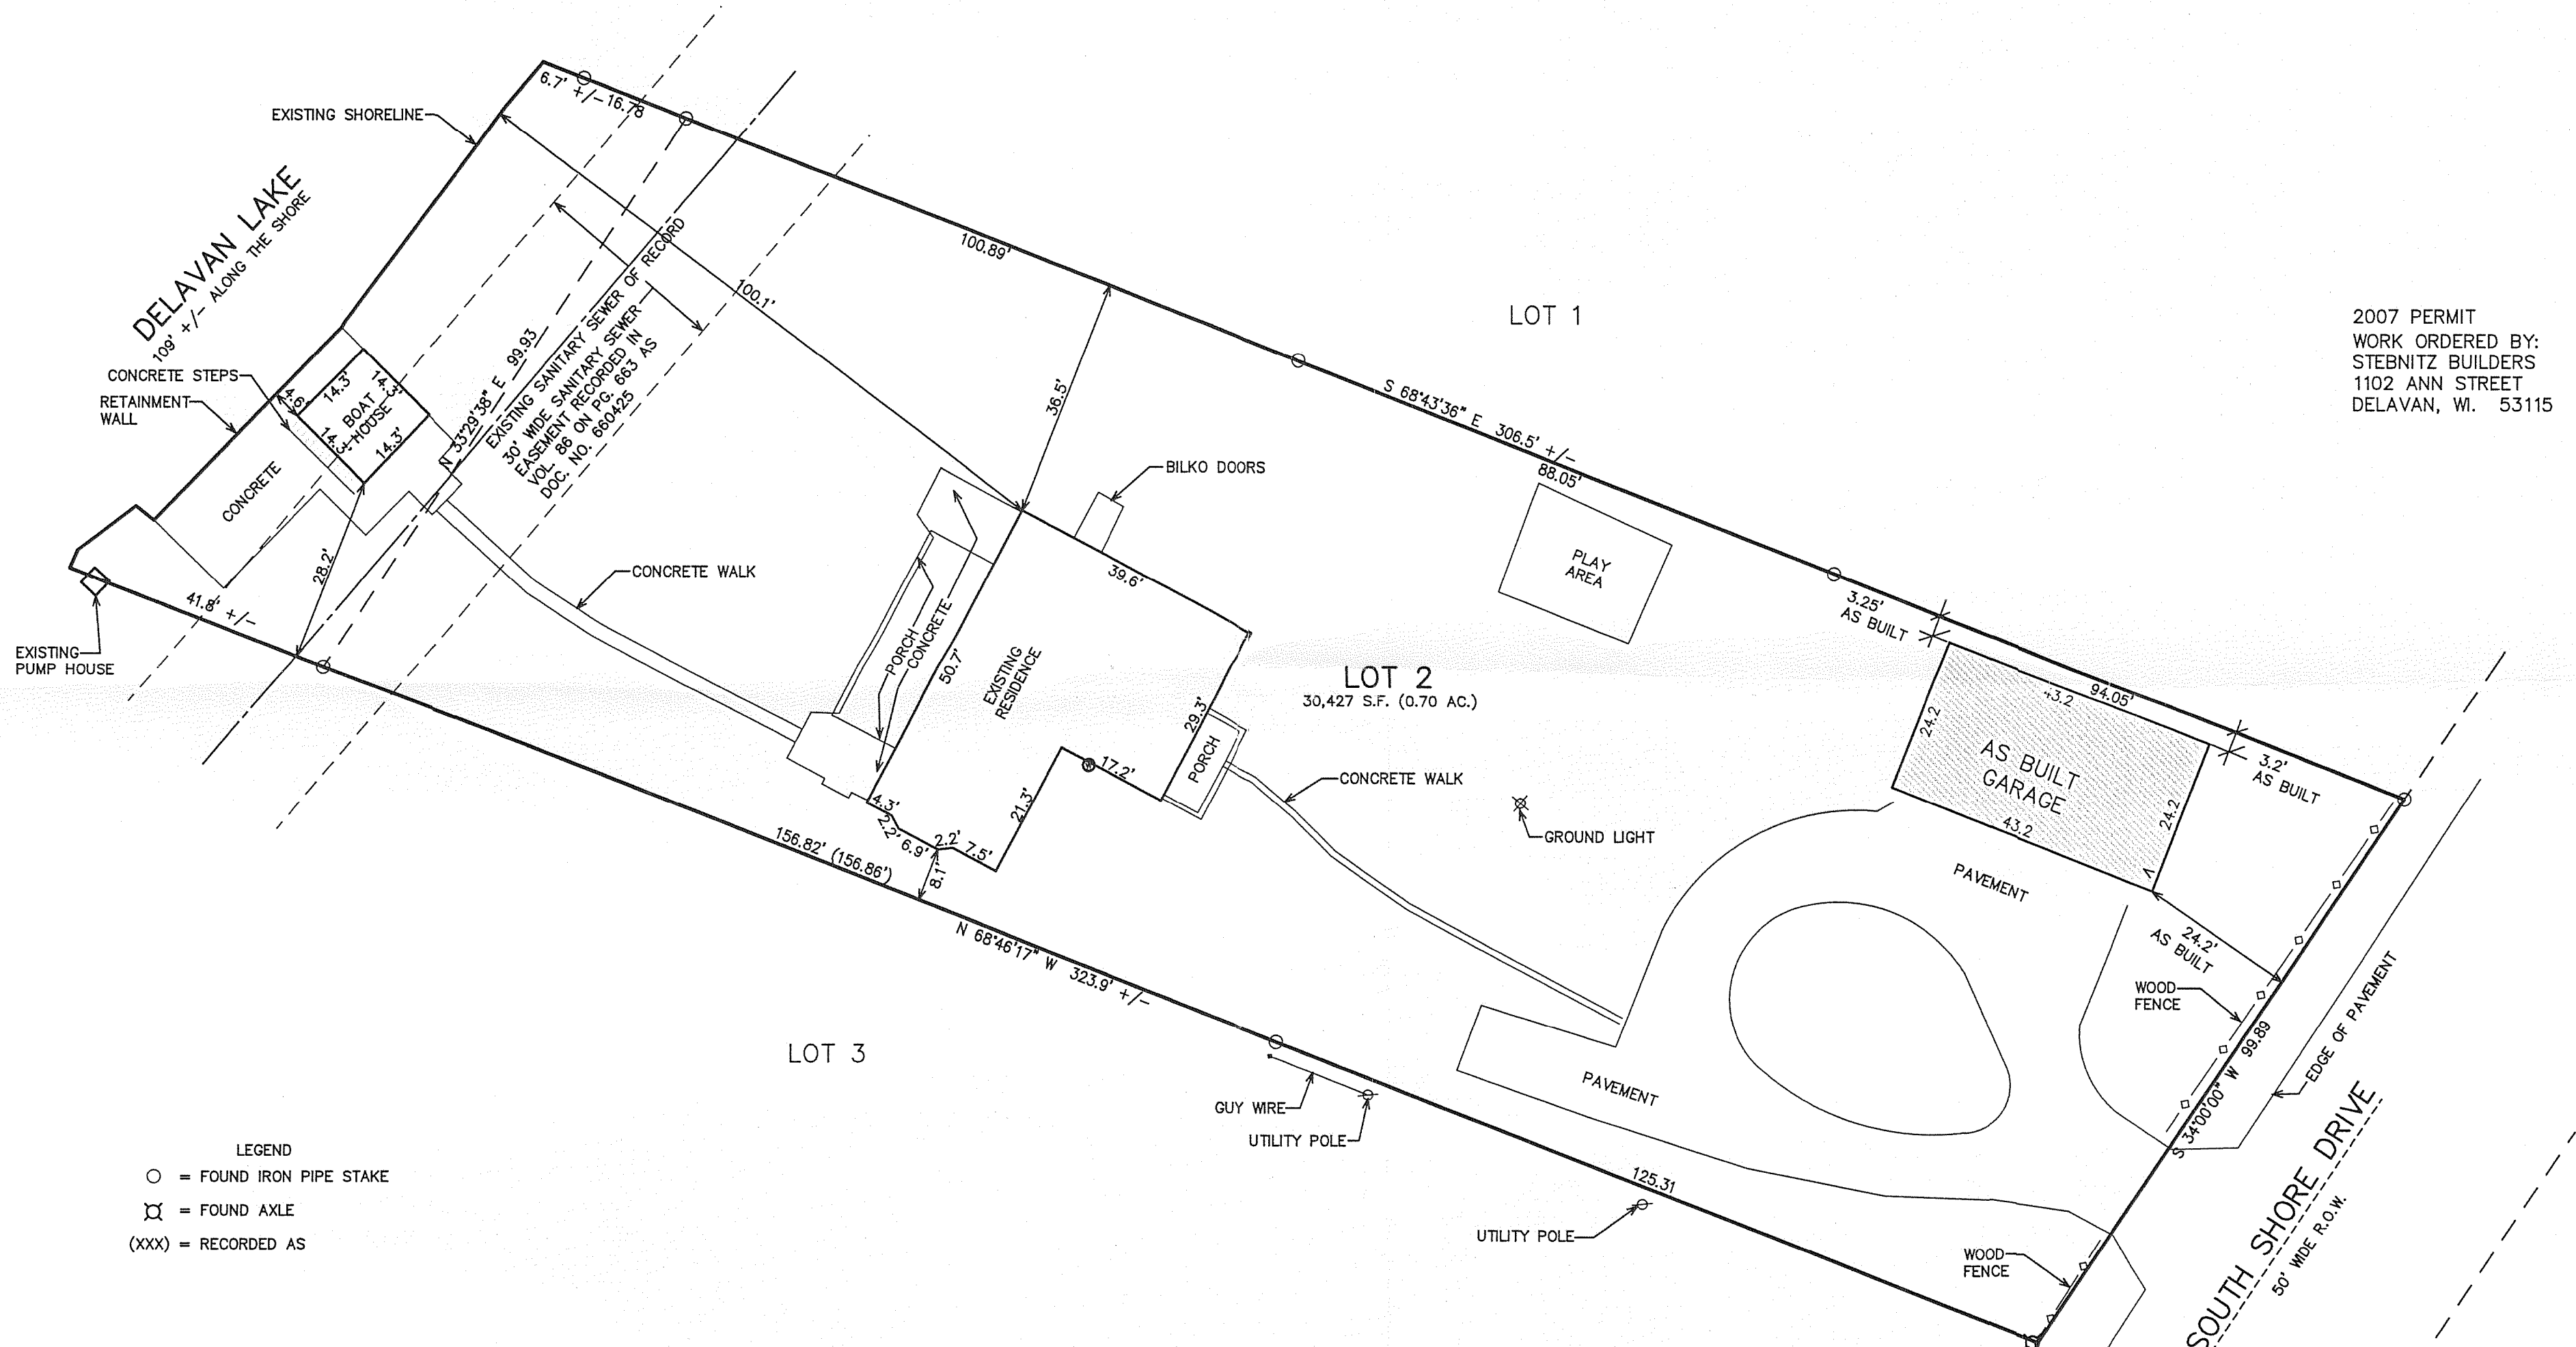 6.7' +/-
16.78
EXISTING SHORELINE
DELAVAN LAKE
109' +/- ALONG THE SHORE
100.89'
100.1'
36.5'
LOT 1
2007 PERMIT
WORK ORDERED BY:
STEBNITZ BUILDERS
1102 ANN STREET
DELAVAN, WI. 53115
CONCRETE STEPS
RETAINMENT
WALL
4.6'
14.3'
14.3'
BOAT
HOUSE
14.3'
14.3'
CONCRETE
N 33°29'38" E 99.93
EXISTING SANITARY SEWER OF RECORD
30' WIDE SANITARY SEWER
EASEMENT RECORDED IN
VOL. 86 ON PG. 663 AS
DOC. NO. 660425
S 68°43'36" E 306.5' +/-
88.05'
BILKO DOORS
PLAY
AREA
28.2'
41.8' +/-
EXISTING
PUMP HOUSE
CONCRETE WALK
39.6'
PORCH
CONCRETE
50.7'
EXISTING
RESIDENCE
29.3'
PORCH
17.2'
21.3'
4.3'
2.2'
6.9'
2.2'
7.5'
8.1'
LOT 2
30,427 S.F. (0.70 AC.)
CONCRETE WALK
GROUND LIGHT
3.25'
AS BUILT
94.05'
43.2
24.2
AS BUILT
GARAGE
24.2
43.2
3.2'
AS BUILT
PAVEMENT
24.2'
AS BUILT
WOOD
FENCE
156.82' (156.86')
N 68°46'17" W 323.9' +/-
LOT 3
GUY WIRE
UTILITY POLE
PAVEMENT
125.31
UTILITY POLE
WOOD
FENCE
S 34°00'00" W 99.89
EDGE OF PAVEMENT
SOUTH SHORE DRIVE
50' WIDE R.O.W.
LEGEND
= FOUND IRON PIPE STAKE
= FOUND AXLE
(XXX) = RECORDED AS